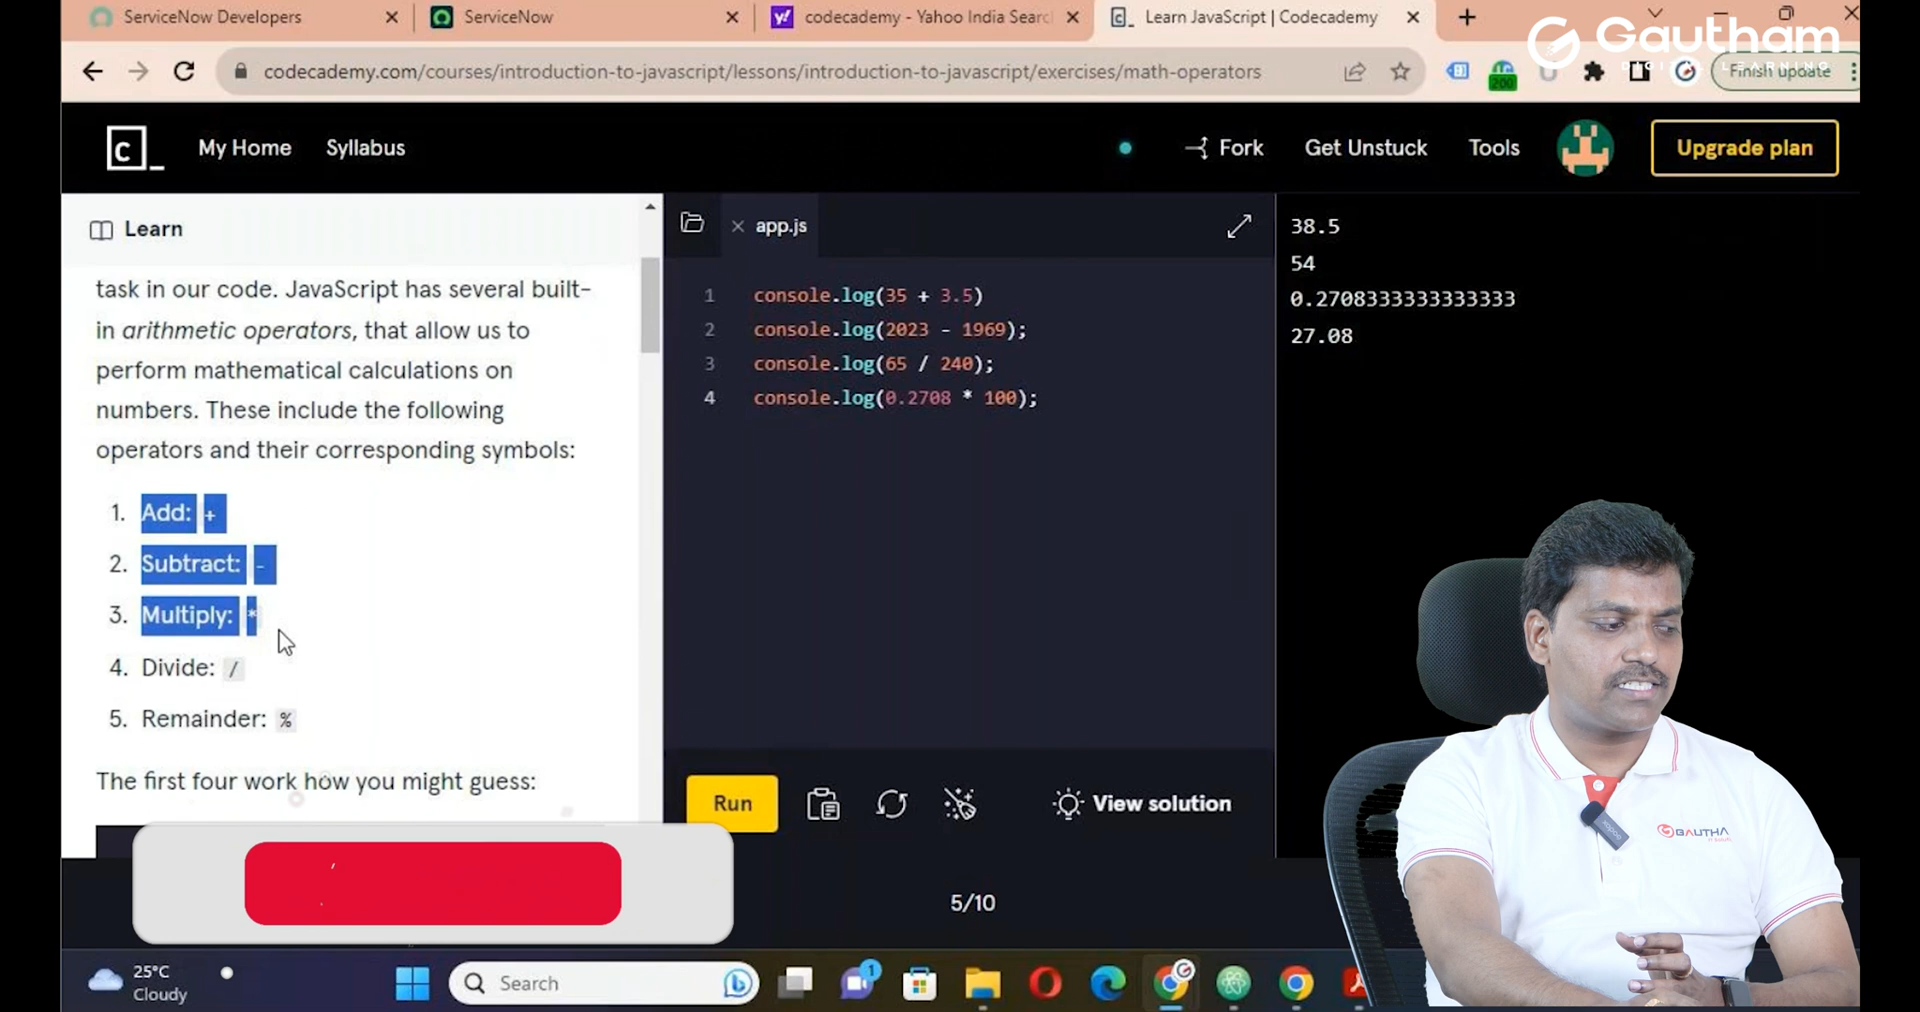 ServiceNow Developers
ServiceNow
y!
codecademy - Yahoo India Searc
Learn JavaScript | Codecademy
Gautham
DIGITAL LEARNING
codecademy.com/courses/introduction-to-javascript/lessons/introduction-to-javascript/exercises/math-operators
200
Finish update
c_
My Home
Syllabus
Fork
Get Unstuck
Tools
Upgrade plan
Learn
task in our code. JavaScript has several built-
in arithmetic operators, that allow us to
perform mathematical calculations on
numbers. These include the following
operators and their corresponding symbols:
1. Add: +
2. Subtract: -
3. Multiply: *
4. Divide: /
5. Remainder: %
The first four work how you might guess:
app.js
1 console.log(35 + 3.5)
2 console.log(2023 - 1969);
3 console.log(65 / 240);
4 console.log(0.2708 * 100);
Run
View solution
38.5
54
0.2708333333333333
27.08
5/10
GAUTHA
25°C
Cloudy
Search
1